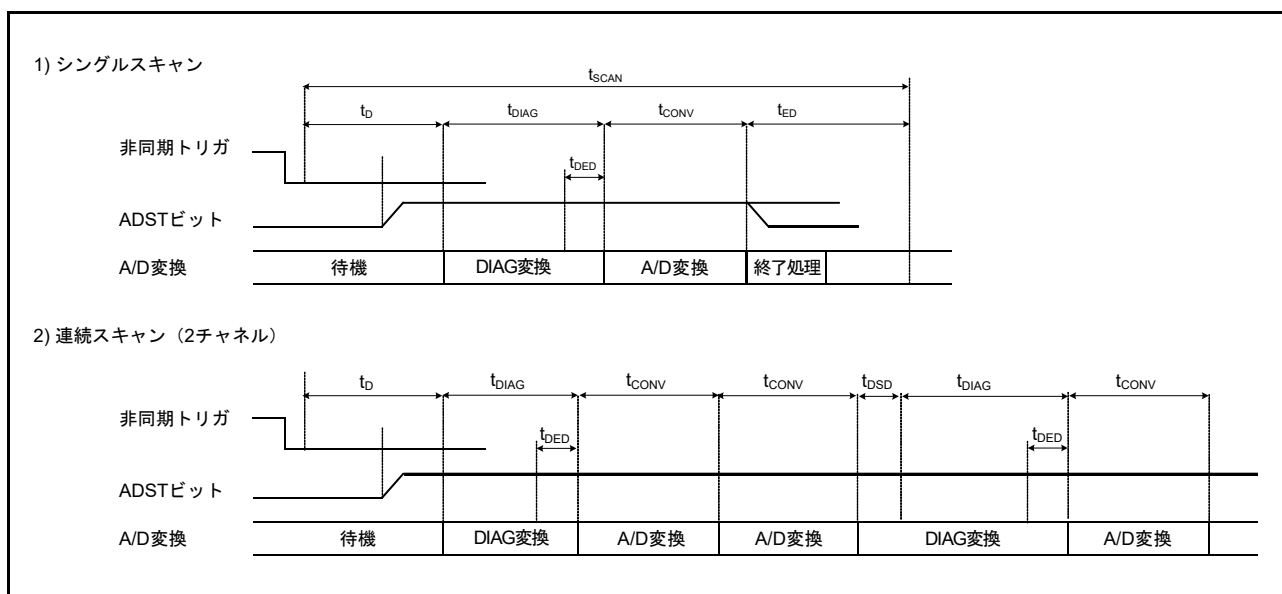 1) シングルスキャン
tSCAN
tD tDIAG tCONV tED
非同期トリガ
tDED
ADSTビット
A/D変換 待機 DIAG変換 A/D変換 終了処理
2) 連続スキャン（2チャネル）
tD tDIAG tCONV tCONV tDSD tDIAG tCONV
非同期トリガ
tDED tDED
ADSTビット
A/D変換 待機 DIAG変換 A/D変換 A/D変換 DIAG変換 A/D変換